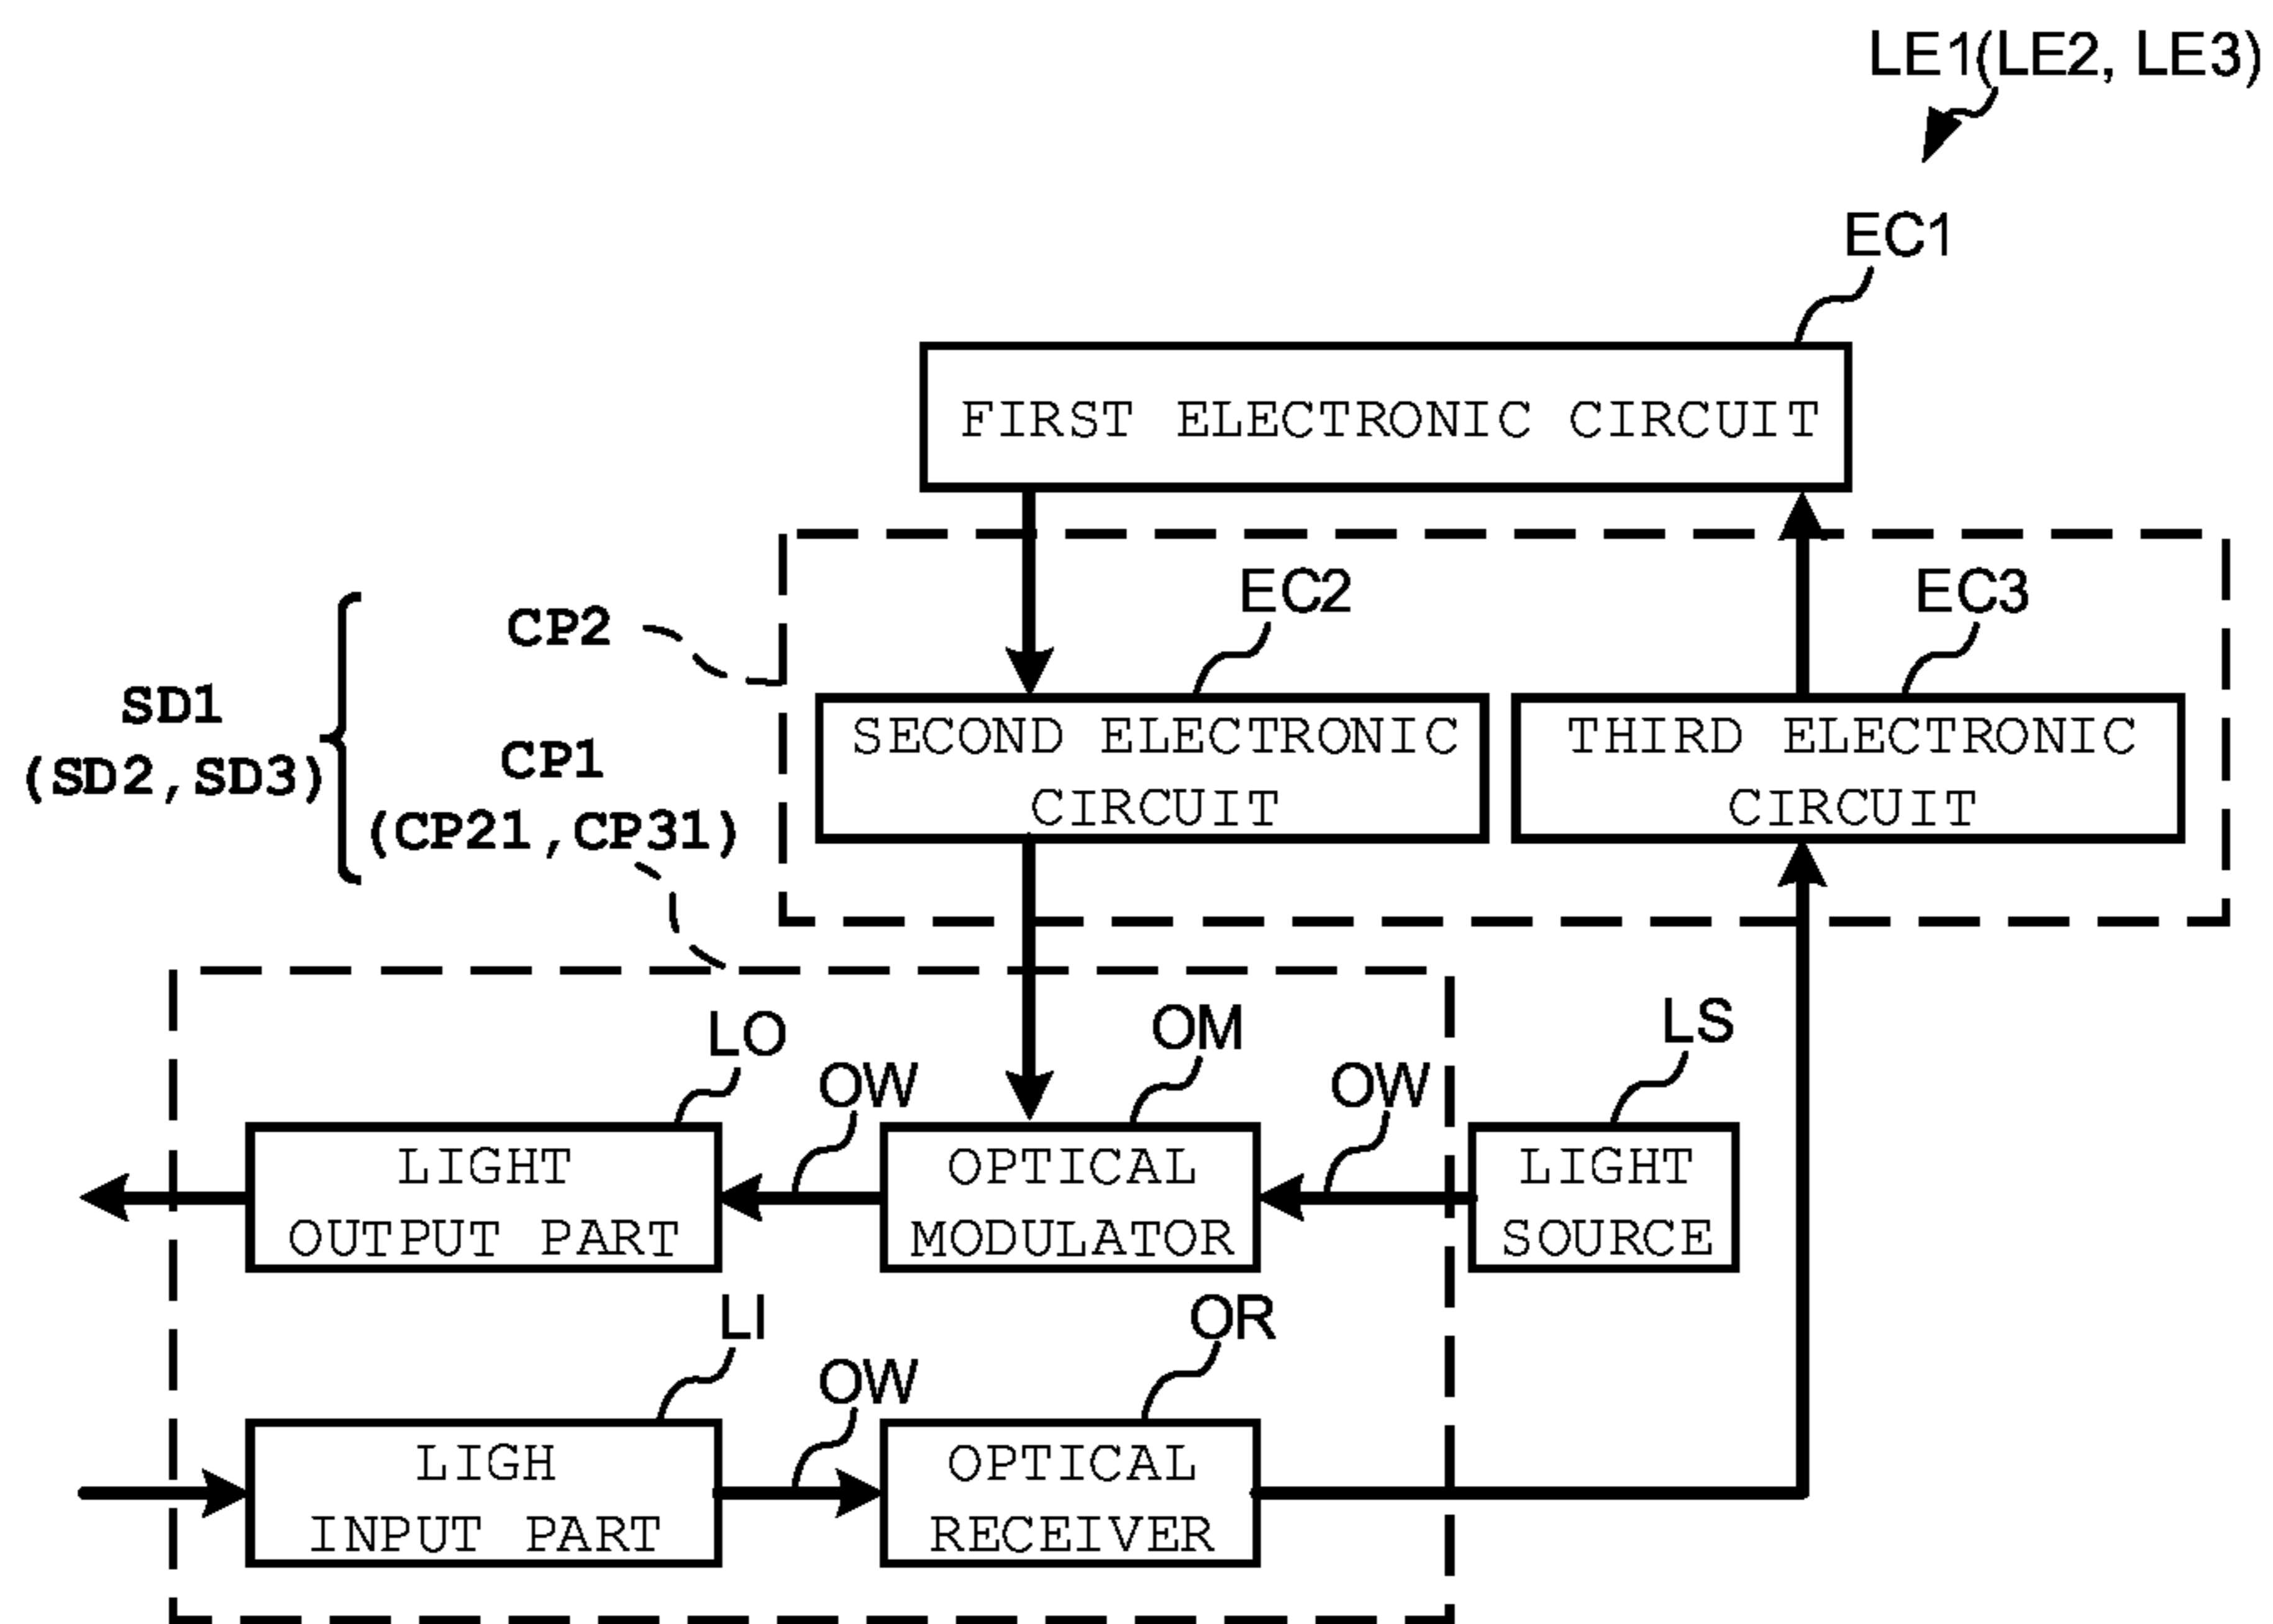 LE1(LE2, LE3)
EC1
FIRST ELECTRONIC CIRCUIT
CP2
EC2
EC3
SD1
(SD2,SD3)
CP1
(CP21,CP31)
SECOND ELECTRONIC
CIRCUIT
THIRD ELECTRONIC
CIRCUIT
LO
OW
OM
OW
LS
LIGHT
OUTPUT PART
OPTICAL
MODULATOR
LIGHT
SOURCE
LI
OW
OR
LIGH
INPUT PART
OPTICAL
RECEIVER